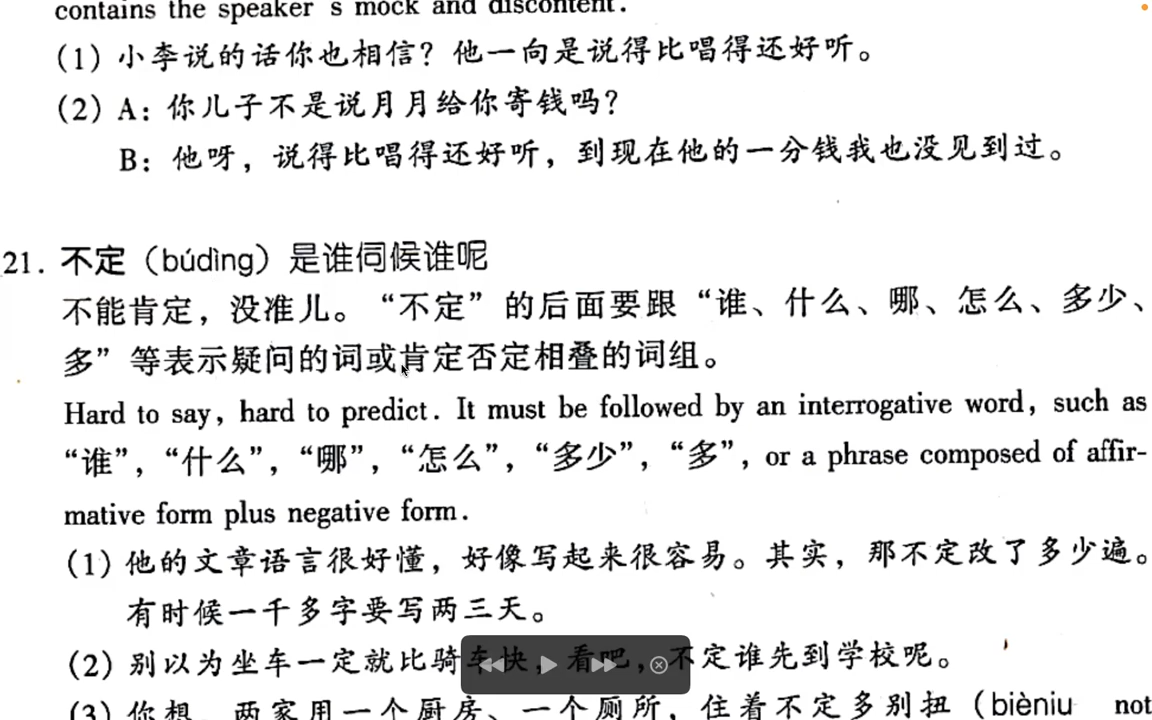 contains the speaker's mock and discontent.
(1) 小李说的话你也相信？他一向是说得比唱得还好听。
(2) A: 你儿子不是说月月给你寄钱吗？
B: 他呀，说得比唱得还好听，到现在他的一分钱我也没见到过。
21. 不定（búdìng）是谁伺候谁呢
不能肯定，没准儿。“不定”的后面要跟“谁、什么、哪、怎么、多少、
多”等表示疑问的词或肯定否定相叠的词组。
Hard to say, hard to predict. It must be followed by an interrogative word, such as
“谁”，“什么”，“哪”，“怎么”，“多少”，“多”，or a phrase composed of affir-
mative form plus negative form.
(1) 他的文章语言很好懂，好像写起来很容易。其实，那不定改了多少遍。
有时候一千多字要写两三天。
(2) 别以为坐车一定就比骑车快，看吧，不定谁先到学校呢。
(3) 你想，两家用一个厨房、一个厕所，住着不定多别扭（bièniu not